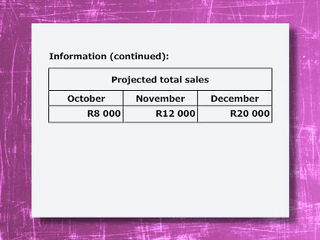 Information (continued):
Projected total sales
October November December
R8 000 R12 000 R20 000